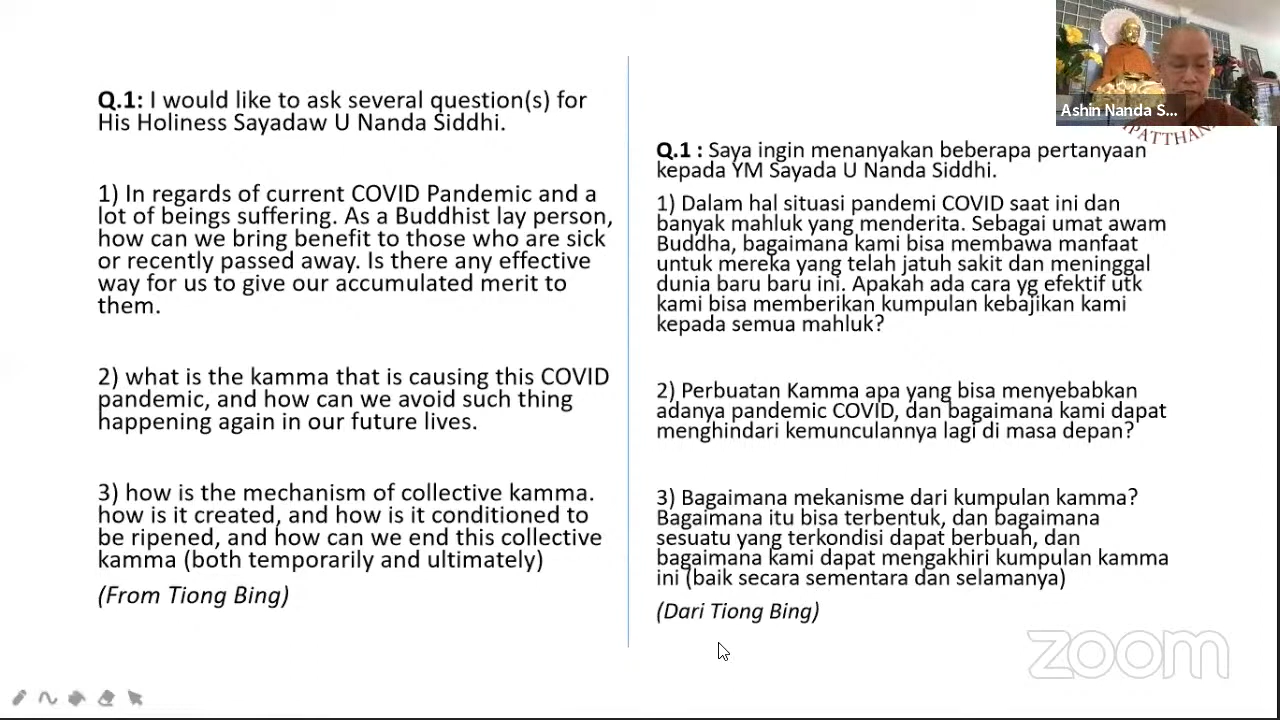 Q.1: I would like to ask several question(s) for
His Holiness Sayadaw U Nanda Siddhi.
1) In regards of current COVID Pandemic and a
lot of beings suffering. As a Buddhist lay person,
how can we bring benefit to those who are sick
or recently passed away. Is there any effective
way for us to give our accumulated merit to
them.
2) what is the kamma that is causing this COVID
pandemic, and how can we avoid such thing
happening again in our future lives.
3) how is the mechanism of collective kamma.
how is it created, and how is it conditioned to
be ripened, and how can we end this collective
kamma (both temporarily and ultimately)
(From Tiong Bing)
Ashin Nanda S...
Q.1 : Saya ingin menanyakan beberapa pertanyaan
kepada YM Sayada U Nanda Siddhi.
1) Dalam hal situasi pandemi COVID saat ini dan
banyak mahluk yang menderita. Sebagai umat awam
Buddha, bagaimana kami bisa membawa manfaat
untuk mereka yang telah jatuh sakit dan meninggal
dunia baru baru ini. Apakah ada cara yg efektif utk
kami bisa memberikan kumpulan kebajikan kami
kepada semua mahluk?
2) Perbuatan Kamma apa yang bisa menyebabkan
adanya pandemic COVID, dan bagaimana kami dapat
menghindari kemunculannya lagi di masa depan?
3) Bagaimana mekanisme dari kumpulan kamma?
Bagaimana itu bisa terbentuk, dan bagaimana
sesuatu yang terkondisi dapat berbuah, dan
bagaimana kami dapat mengakhiri kumpulan kamma
ini (baik secara sementara dan selamanya)
(Dari Tiong Bing)
zoom